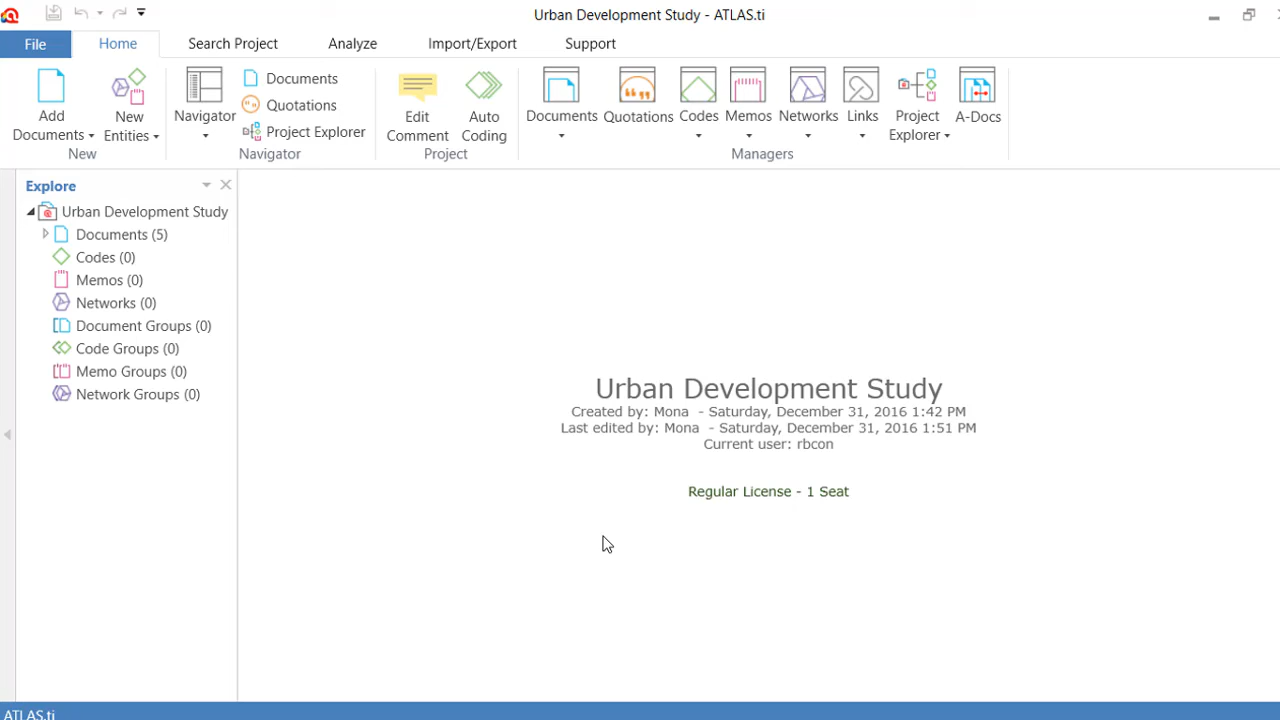 Urban Development Study - ATLAS.ti
File Home Search Project Analyze Import/Export Support
Add Documents
New Entities
New
Navigator
Documents
Quotations
Project Explorer
Navigator
Edit Comment
Auto Coding
Project
Documents
Quotations
Codes
Memos
Networks
Links
Project Explorer
A-Docs
Managers
Explore
Urban Development Study
Documents (5)
Codes (0)
Memos (0)
Networks (0)
Document Groups (0)
Code Groups (0)
Memo Groups (0)
Network Groups (0)
Urban Development Study
Created by: Mona - Saturday, December 31, 2016 1:42 PM
Last edited by: Mona - Saturday, December 31, 2016 1:51 PM
Current user: rbcon
Regular License - 1 Seat
ATLAS.ti